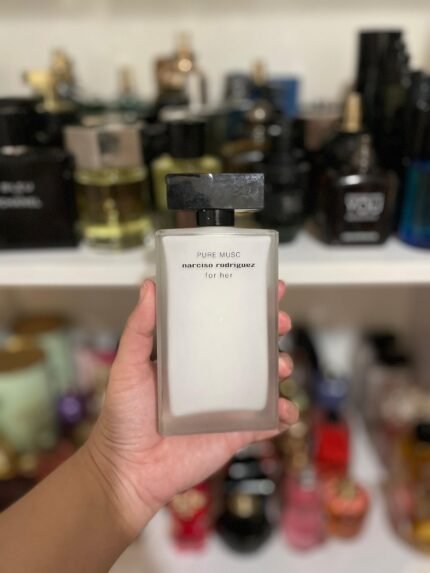 PURE MUSC
narciso rodriguez
for her